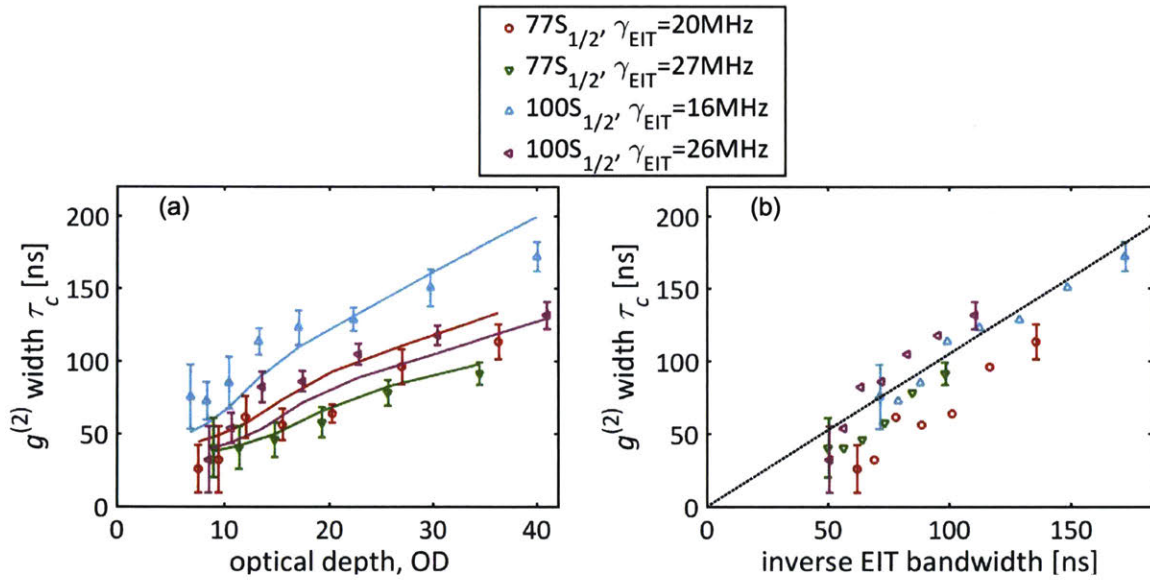 77S1/2, γEIT=20MHz
77S1/2, γEIT=27MHz
100S1/2, γEIT=16MHz
100S1/2, γEIT=26MHz
(a)
g(2) width τc [ns]
200
150
100
50
0
0 10 20 30 40
optical depth, OD
(b)
g(2) width τc [ns]
200
150
100
50
0
0 50 100 150
inverse EIT bandwidth [ns]